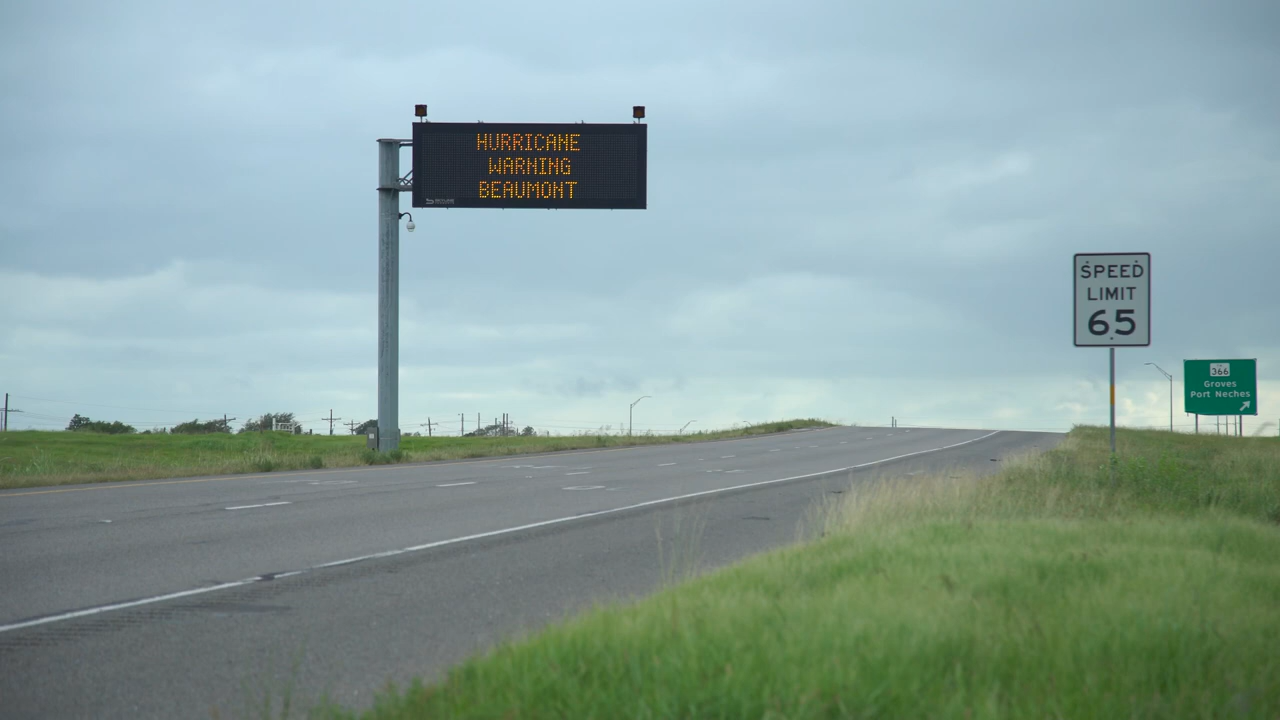 HURRICANE
WARNING
BEAUMONT
SPEED
LIMIT
65
366
Groves
Port Neches